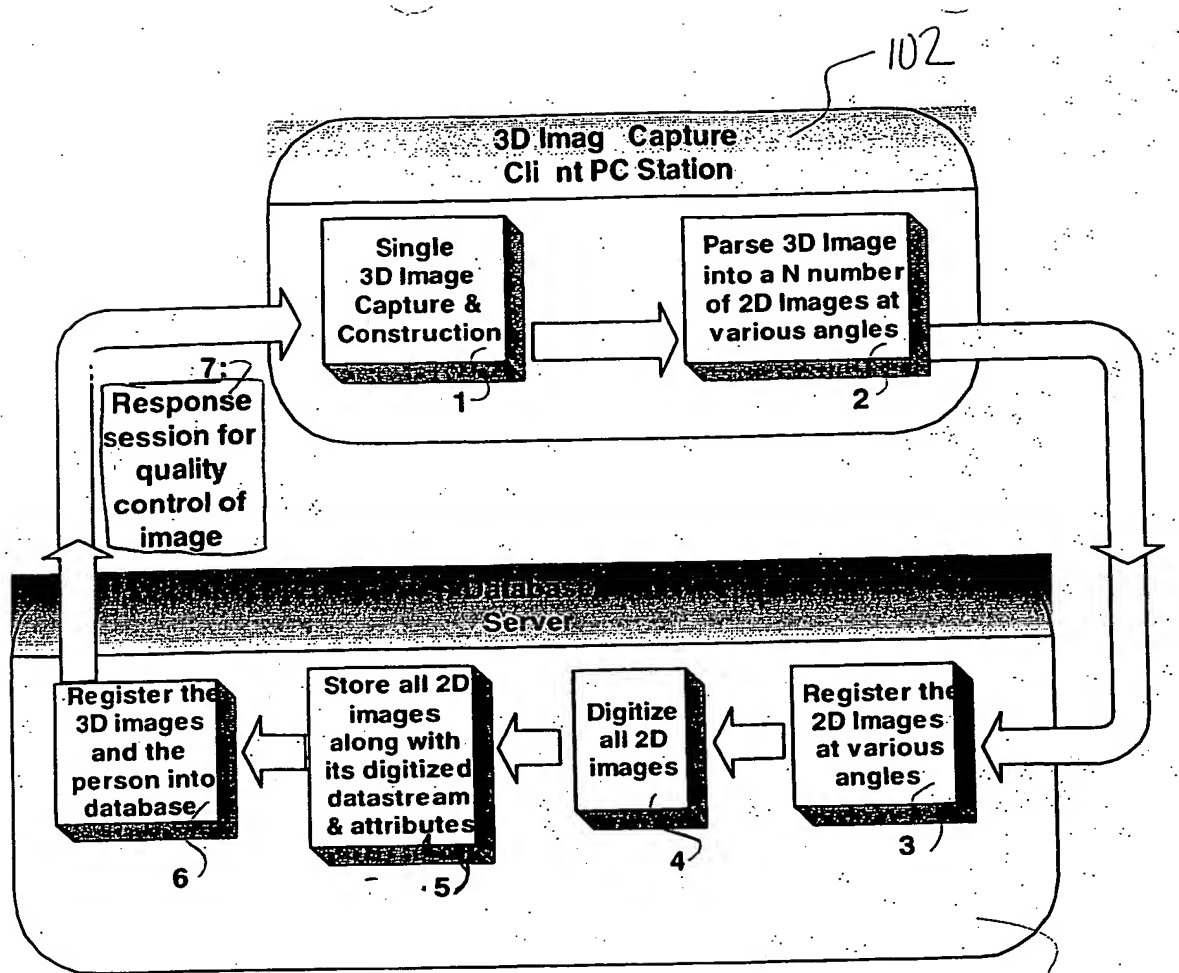 102
3D Imag Capture
Cli nt PC Station
Single
3D Image
Capture &
Construction
1
Parse 3D Image
into a N number
of 2D Images at
various angles
2
7:
Response
session for
quality
control of
image
Database
Server
Register the
3D images
and the
person into
database
6
Store all 2D
images
along with
its digitized
datastream
& attributes
5
Digitize
all 2D
images
4
Register the
2D Images
at various
angles
3